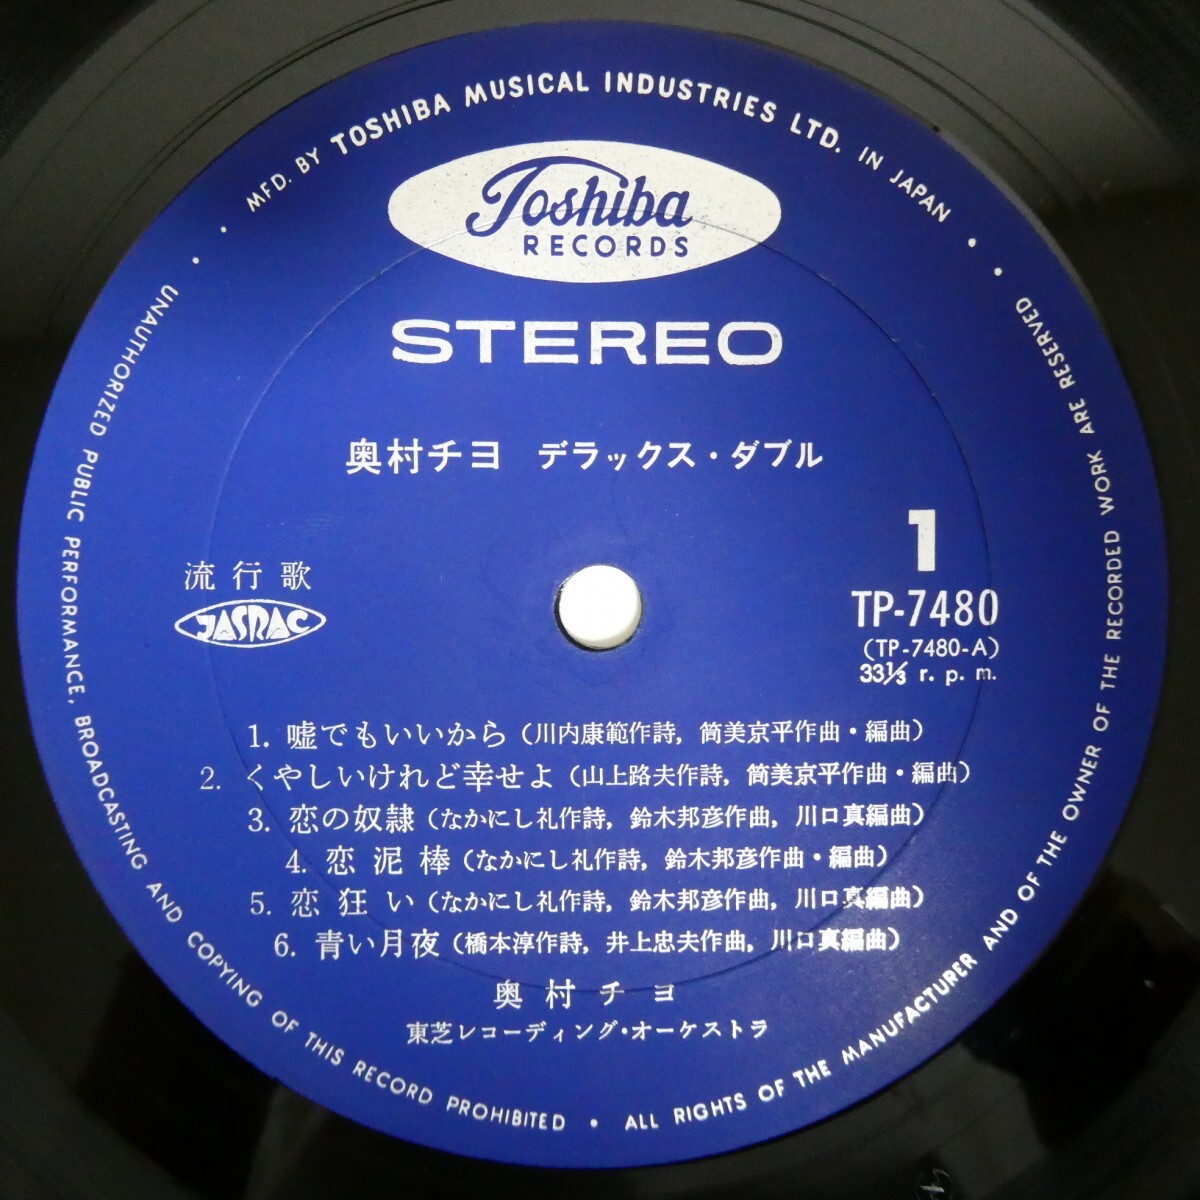 MFD. BY TOSHIBA MUSICAL INDUSTRIES LTD. IN JAPAN
Toshiba
RECORDS
STEREO
奥村チヨ デラックス・ダブル
1
流行歌
JASRAC
TP-7480
(TP-7480-A)
33⅓ r. p. m.
1. 嘘でもいいから (川内康範作詩, 筒美京平作曲・編曲)
2. くやしいけれど幸せよ (山上路夫作詩, 筒美京平作曲・編曲)
3. 恋の奴隷 (なかにし礼作詩, 鈴木邦彦作曲, 川口真編曲)
4. 恋泥棒 (なかにし礼作詩, 鈴木邦彦作曲・編曲)
5. 恋狂い (なかにし礼作詩, 鈴木邦彦作曲, 川口真編曲)
6. 青い月夜 (橋本淳作詩, 井上忠夫作曲, 川口真編曲)
奥村チヨ
東芝レコーディング・オーケストラ
UNAUTHORIZED PUBLIC PERFORMANCE, BROADCASTING AND COPYING OF THIS RECORD PROHIBITED • ALL RIGHTS OF THE MANUFACTURER AND OF THE OWNER OF THE RECORDED WORK ARE RESERVED